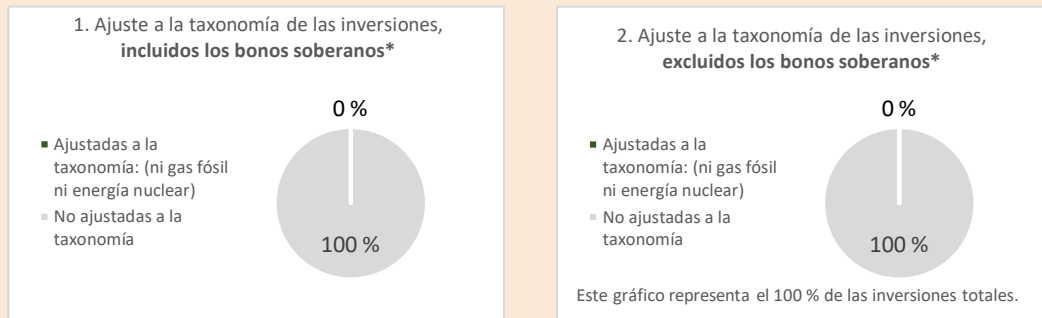 1. Ajuste a la taxonomía de las inversiones,
incluidos los bonos soberanos*
0 %
Ajustadas a la
taxonomía: (ni gas fósil
ni energía nuclear)
No ajustadas a la
taxonomía
100 %
2. Ajuste a la taxonomía de las inversiones,
excluidos los bonos soberanos*
0 %
Ajustadas a la
taxonomía: (ni gas fósil
ni energía nuclear)
No ajustadas a la
taxonomía
100 %
Este gráfico representa el 100 % de las inversiones totales.